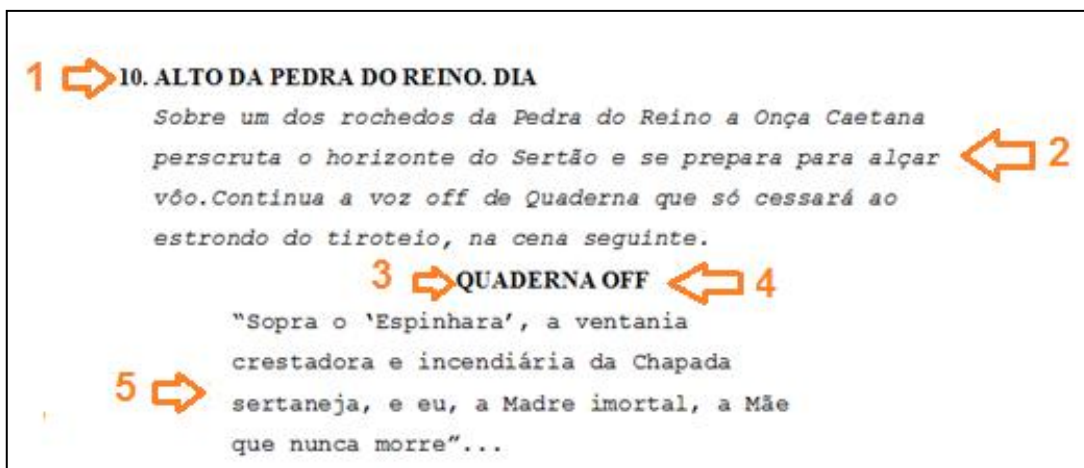 1 10. ALTO DA PEDRA DO REINO. DIA
Sobre um dos rochedos da Pedra do Reino a Onça Caetana
perscruta o horizonte do Sertão e se prepara para alçar 2
vôo.Continua a voz off de Quaderna que só cessará ao
estrondo do tiroteio, na cena seguinte.
3 QUADERNA OFF 4
“Sopra o ‘Espinhara’, a ventania
crestadora e incendiária da Chapada
5 sertaneja, e eu, a Madre imortal, a Mãe
que nunca morre”...